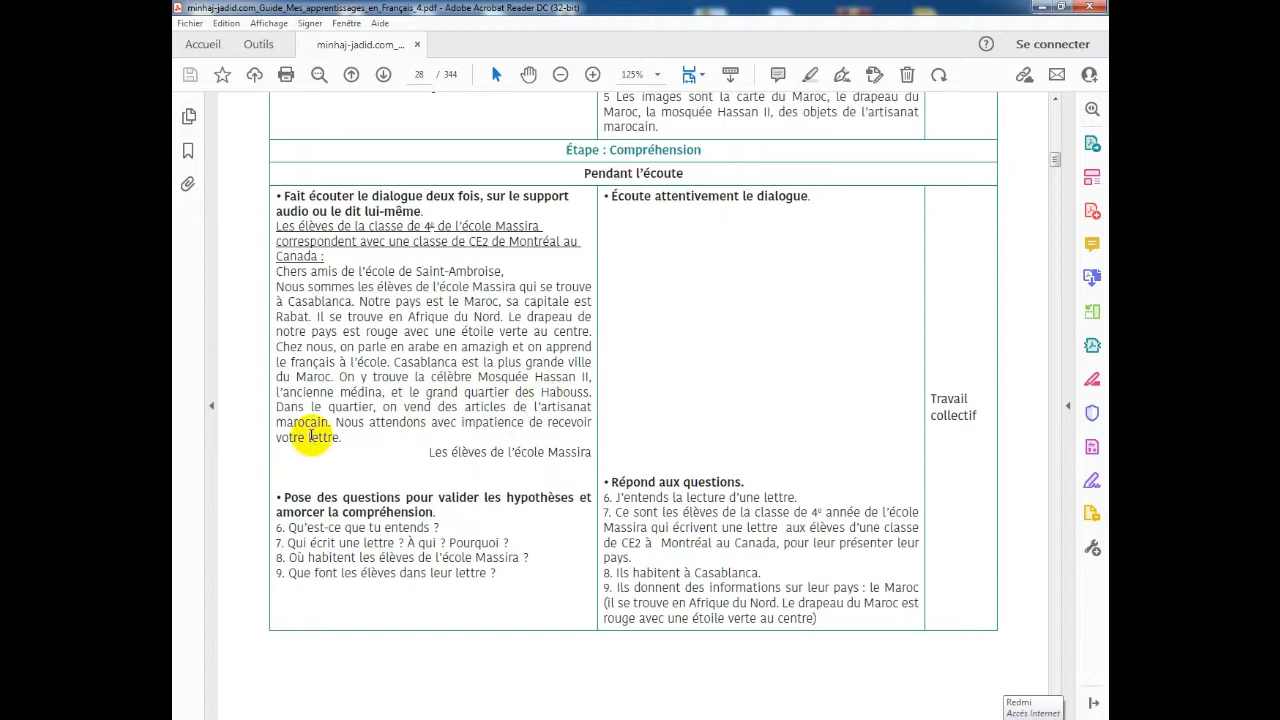 minhaj-jadid.com_Guide_Mes_apprentissages_en_Français_4.pdf - Adobe Acrobat Reader DC (32-bit)
Fichier Edition Affichage Signer Fenêtre Aide
Accueil Outils minhaj-jadid.com_... × Se connecter
28 / 344 125%
5 Les images sont la carte du Maroc, le drapeau du
Maroc, la mosquée Hassan II, des objets de l'artisanat
marocain.
Étape : Compréhension
Pendant l'écoute
• Fait écouter le dialogue deux fois, sur le support
audio ou le dit lui-même.
Les élèves de la classe de 4e de l'école Massira
correspondent avec une classe de CE2 de Montréal au
Canada :
Chers amis de l'école de Saint-Ambroise,
Nous sommes les élèves de l'école Massira qui se trouve
à Casablanca. Notre pays est le Maroc, sa capitale est
Rabat. Il se trouve en Afrique du Nord. Le drapeau de
notre pays est rouge avec une étoile verte au centre.
Chez nous, on parle en arabe en amazigh et on apprend
le français à l'école. Casablanca est la plus grande ville
du Maroc. On y trouve la célèbre Mosquée Hassan II,
l'ancienne médina, et le grand quartier des Habouss.
Dans le quartier, on vend des articles de l'artisanat
marocain. Nous attendons avec impatience de recevoir
votre lettre.
Les élèves de l'école Massira
• Pose des questions pour valider les hypothèses et
amorcer la compréhension.
6. Qu'est-ce que tu entends ?
7. Qui écrit une lettre ? À qui ? Pourquoi ?
8. Où habitent les élèves de l'école Massira ?
9. Que font les élèves dans leur lettre ?
• Écoute attentivement le dialogue.
• Répond aux questions.
6. J'entends la lecture d'une lettre.
7. Ce sont les élèves de la classe de 4e année de l'école
Massira qui écrivent une lettre aux élèves d'une classe
de CE2 à Montréal au Canada, pour leur présenter leur
pays.
8. Ils habitent à Casablanca.
9. Ils donnent des informations sur leur pays : le Maroc
(il se trouve en Afrique du Nord. Le drapeau du Maroc est
rouge avec une étoile verte au centre)
Travail
collectif
Redmi
Accès Internet